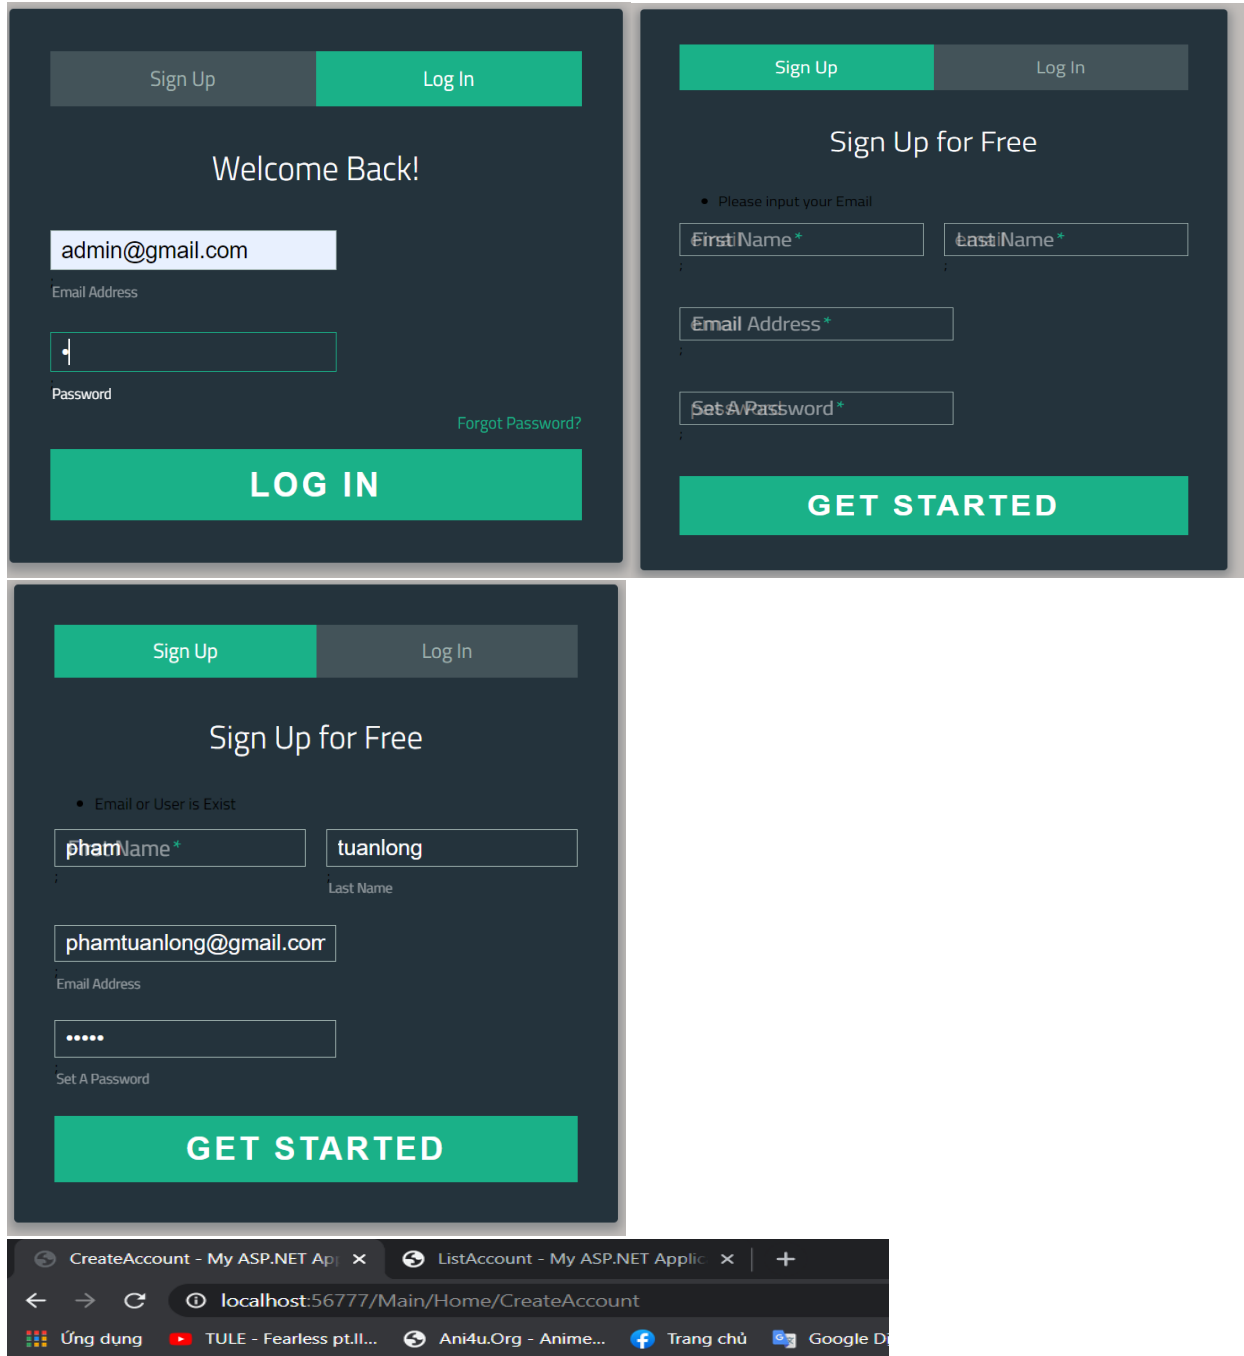 Sign Up Log In
Welcome Back!
admin@gmail.com
Email Address
•
Password
Forgot Password?
LOG IN
Sign Up Log In
Sign Up for Free
• Please input your Email
First Name* Last Name*
; ;
Email Address*
;
Set A Password*
;
GET STARTED
Sign Up Log In
Sign Up for Free
• Email or User is Exist
pham First Name* tuanlong
; Last Name
phamtuanlong@gmail.com
Email Address
•••••
Set A Password
GET STARTED
CreateAccount - My ASP.NET App × ListAccount - My ASP.NET Applic × +
localhost:56777/Main/Home/CreateAccount
Ứng dụng TULE - Fearless pt.II... Ani4u.Org - Anime... Trang chủ Google Di